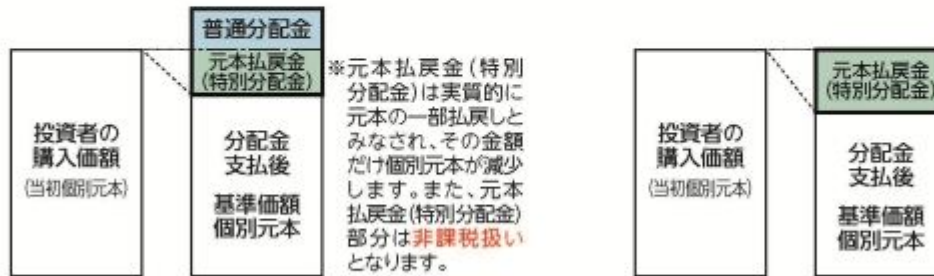 普通分配金
元本払戻金
(特別分配金)
投資者の
購入価額
(当初個別元本)
分配金
支払後
基準価額
個別元本
※元本払戻金(特別
分配金)は実質的に
元本の一部払戻しと
みなされ、その金額
だけ個別元本が減少
します。また、元本
払戻金(特別分配金)
部分は非課税扱い
となります。
元本払戻金
(特別分配金)
投資者の
購入価額
(当初個別元本)
分配金
支払後
基準価額
個別元本